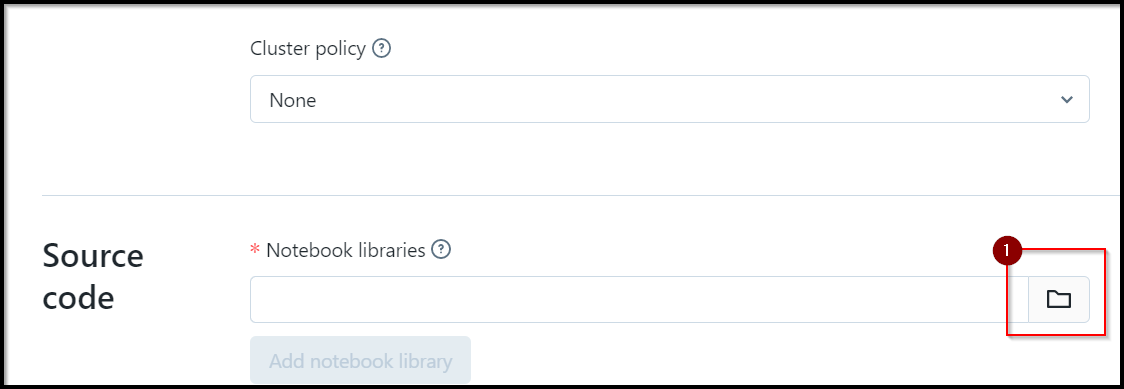 Cluster policy ?
None
Source
code
* Notebook libraries ?
1
Add notebook library